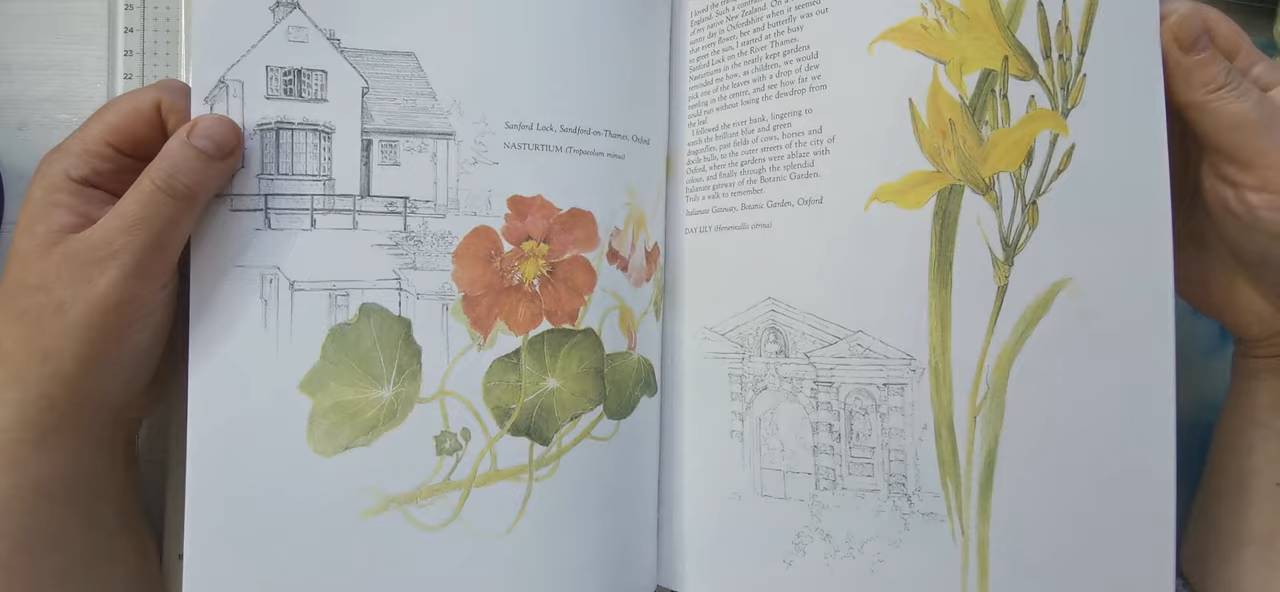 25
24
23
22
Sanford Lock, Sandford-on-Thames, Oxford
NASTURTIUM (Tropaeolum minus)
I loved the
England. Such a
of my native New Zealand. On a
sunny day in Oxfordshire when it seemed
that every flower, bee and butterfly was out
to greet the sun, I started at the busy
Sanford Lock on the River Thames.
Nasturtiums in the neatly kept gardens
reminded me how, as children, we would
pick one of the leaves with a drop of dew
nestling in the centre, and see how far we
could run without losing the dewdrop from
the leaf.
I followed the river bank, lingering to
watch the brilliant blue and green
dragonflies, past fields of cows, horses and
docile bulls, to the outer streets of the city of
Oxford, where the gardens were ablaze with
colour, and finally through the splendid
Italianate gateway of the Botanic Garden.
Truly a walk to remember.
Italianate Gateway, Botanic Garden, Oxford
DAY LILY (Hemerocallis citrina)